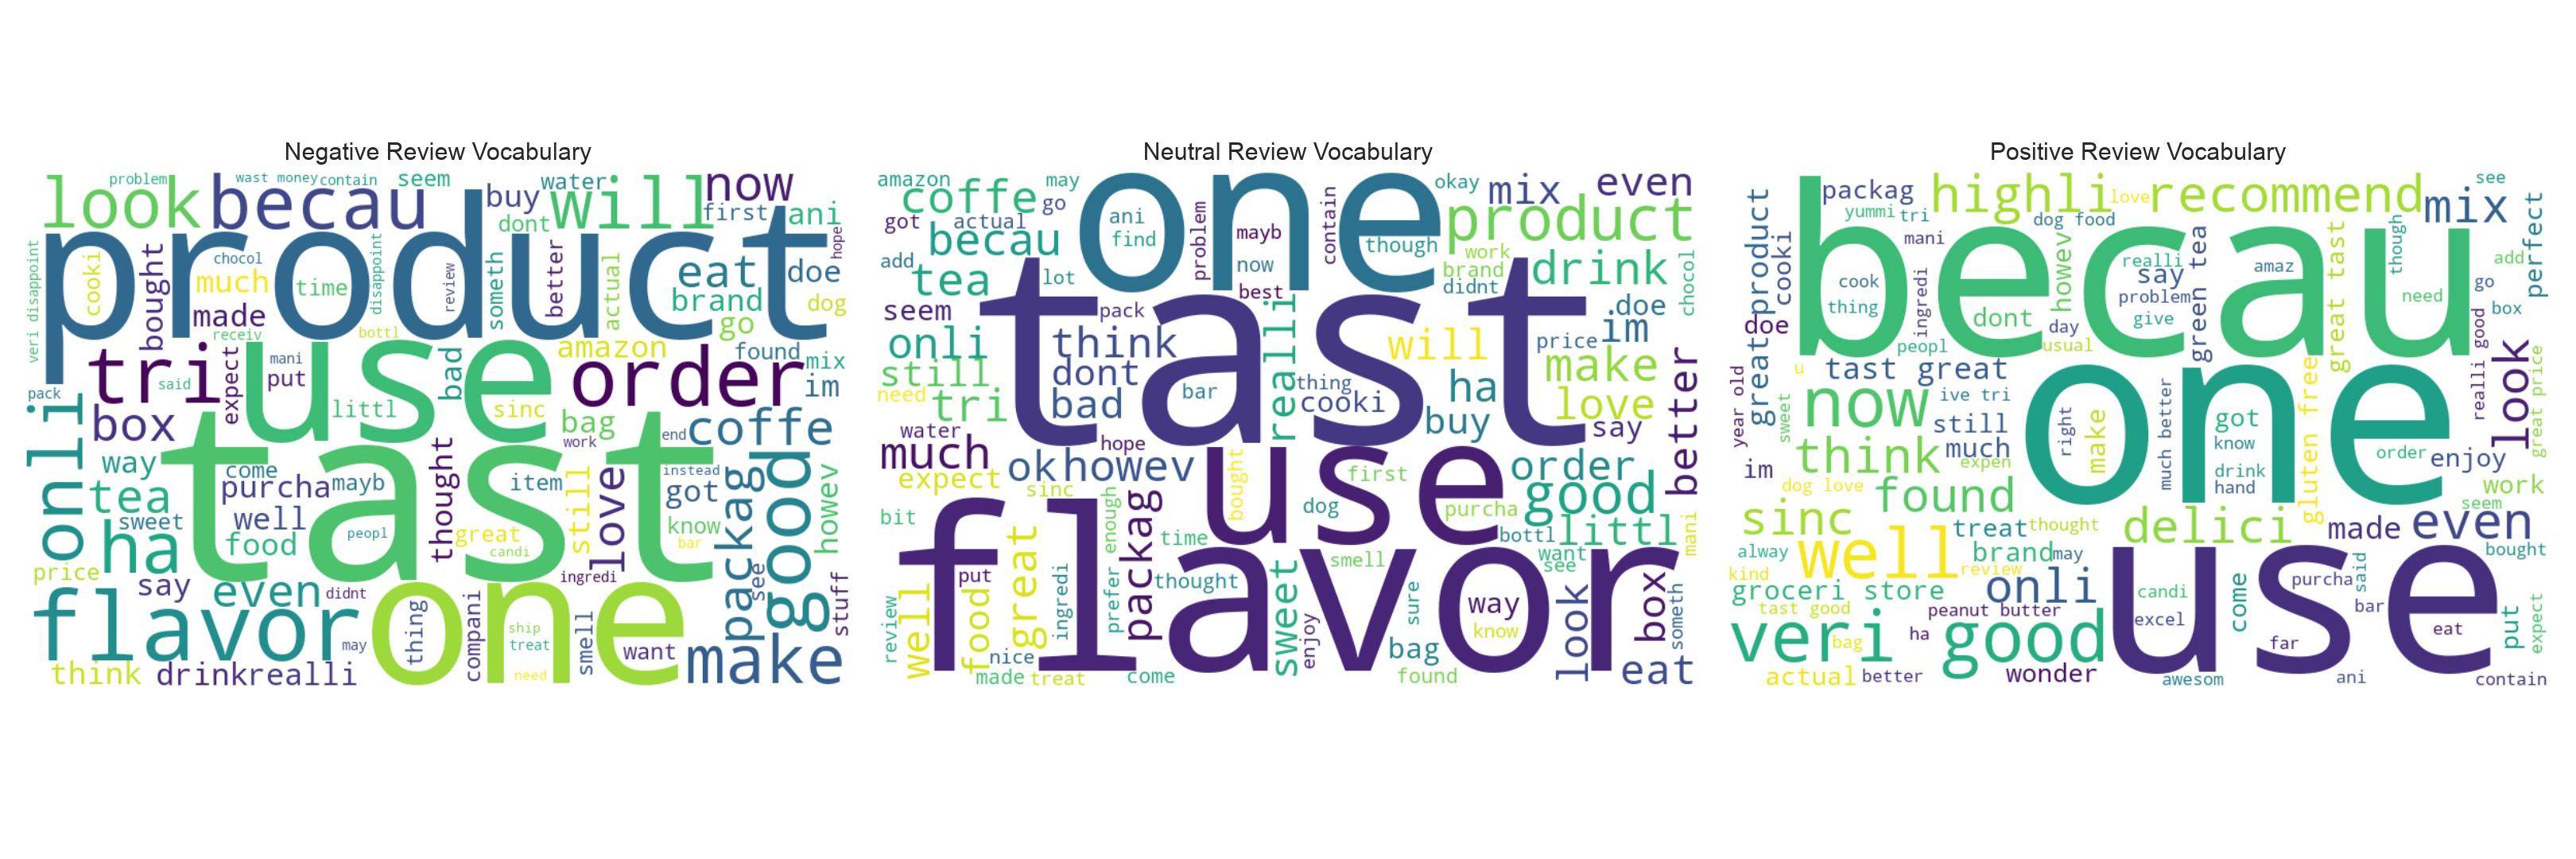 Negative Review Vocabulary
problem
wast money
contain
seem
look
becau
buy
water
will
now
dont
first
ani
product
hope
veri disappoint
cooki
bought
chocol
much
time
disappoint
review
someth
better
actual
eat
doe
brand
dog
made
go
receiv
bottl
amazon
found
mix
tri
said
expect
mani
put
use
bad
order
im
pack
littl
sinc
bag
onli
box
work
end
coffe
way
tast
come
thought
item
still
love
instead
got
packag
good
howev
tea
purcha
mayb
sweet
well
know
ha
food
peopl
great
candi
bar
price
say
even
didnt
ingredi
see
stuff
flavor
one
thing
compani
ship
treat
smell
want
make
may
need
think
drink
realli
Neutral Review Vocabulary
amazon
coffe
may
one
okay
mix
even
got
actual
go
ani
find
problem
mayb
contain
though
product
becau
work
add
tea
lot
now
brand
drink
didnt
best
chocol
seem
tast
pack
realli
doe
im
onli
think
will
price
still
dont
thing
make
need
tri
bad
bar
cooki
ha
love
better
water
hope
buy
say
much
ok
howev
use
first
order
expect
sinc
bought
good
bit
enough
packag
dog
purcha
mani
flavor
time
bottl
littl
well
food
put
great
ingredi
prefer
thought
sweet
smell
want
see
review
sure
way
know
look
box
someth
nice
enjoy
bag
made
treat
come
found
eat
Positive Review Vocabulary
packag
highli
love
recommend
see
mix
product
yummi
tri
dog food
becau
mani
cooki
howev
realli
green tea
great tast
though
perfect
say
amaz
add
cook
thing
ingredi
problem
give
need
go
box
doe
dont
day
usual
great
peopl
realli good
look
great price
year old
u
tast great
one
now
ive tri
much better
gluten free
sweet
still
right
make
got
think
much
know
im
expen
drink
order
enjoy
dog love
found
hand
work
seem
sinc
treat
thought
delici
made
even
alway
well
brand
may
bought
kind
review
use
groceri store
onli
come
candi
purcha
said
put
expect
tast good
peanut butter
excel
bar
veri
bag
ha
good
far
eat
actual
better
wonder
awesom
ani
contain